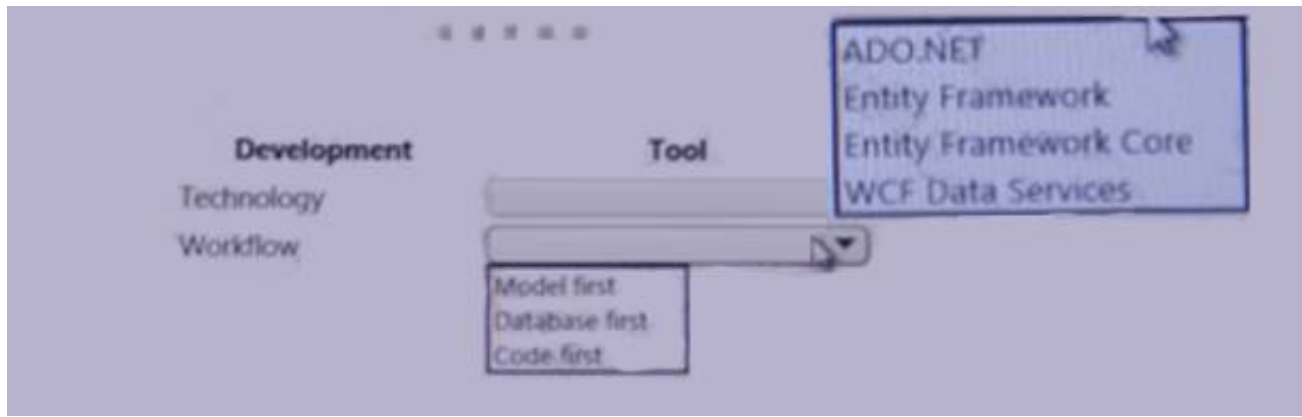 ADO.NET
Entity Framework
Entity Framework Core
WCF Data Services
Development Tool
Technology
Workflow
Model first
Database first
Code first